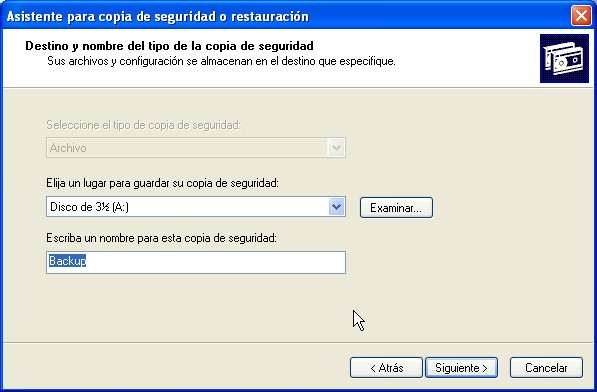 Asistente para copia de seguridad o restauración
Destino y nombre del tipo de la copia de seguridad
Sus archivos y configuración se almacenan en el destino que especifique.
Seleccione el tipo de copia de seguridad:
Archivo
Elija un lugar para guardar su copia de seguridad:
Disco de 3½ (A:)
Examinar...
Escriba un nombre para esta copia de seguridad:
Backup
< Atrás
Siguiente >
Cancelar